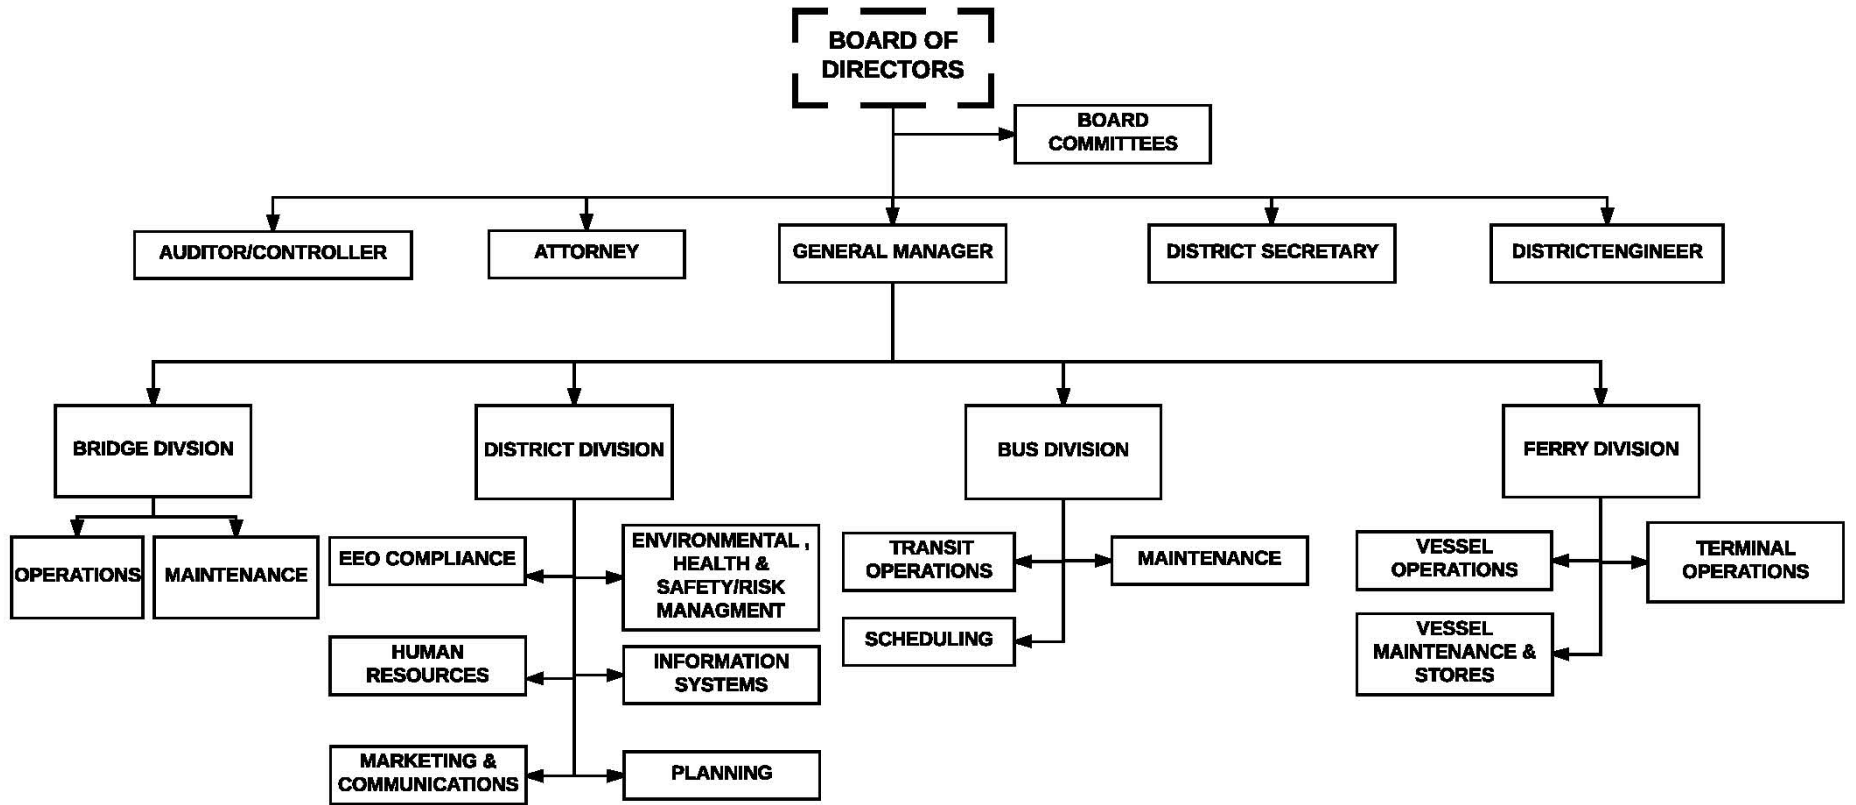 BOARD OF
DIRECTORS
BOARD
COMMITTEES
AUDITOR/CONTROLLER
ATTORNEY
GENERAL MANAGER
DISTRICT SECRETARY
DISTRICTENGINEER
BRIDGE DIVSION
DISTRICT DIVISION
BUS DIVISION
FERRY DIVISION
OPERATIONS
MAINTENANCE
EEO COMPLIANCE
ENVIRONMENTAL ,
HEALTH &
SAFETY/RISK
MANAGMENT
HUMAN
RESOURCES
INFORMATION
SYSTEMS
MARKETING &
COMMUNICATIONS
PLANNING
TRANSIT
OPERATIONS
MAINTENANCE
SCHEDULING
VESSEL
OPERATIONS
TERMINAL
OPERATIONS
VESSEL
MAINTENANCE &
STORES